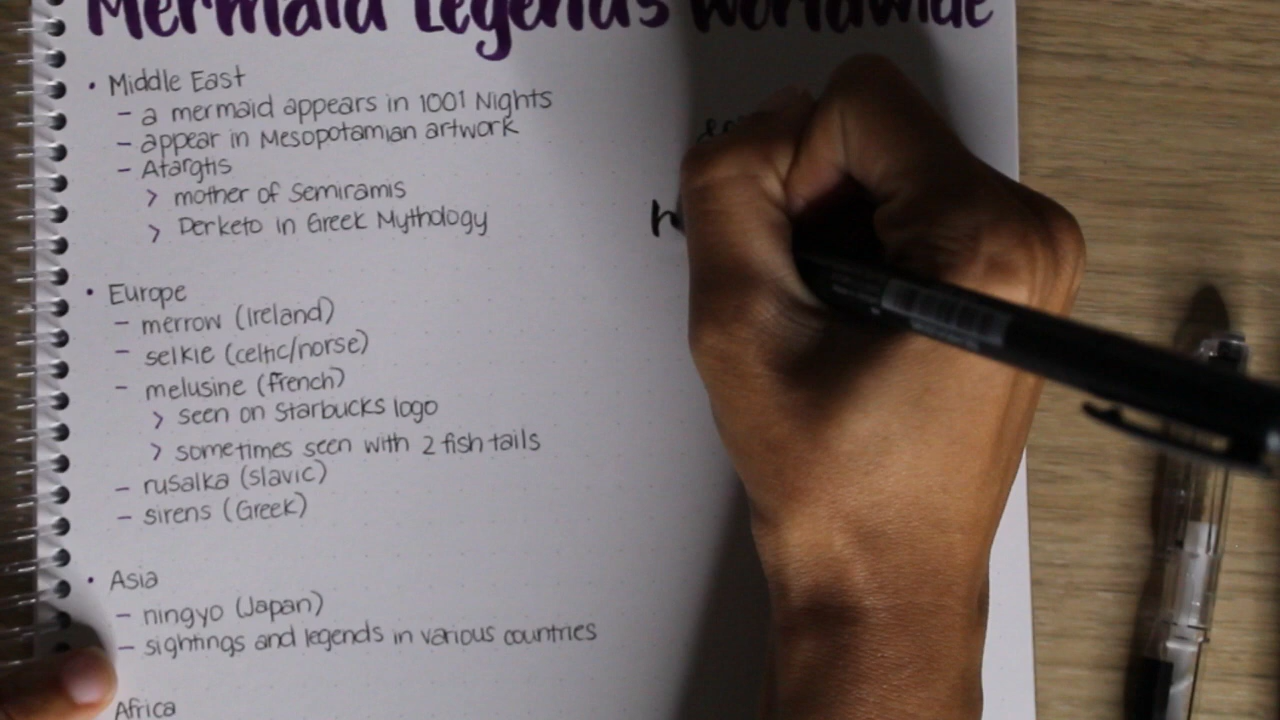 Mermaid Legends Worldwide
• Middle East
– a mermaid appears in 1001 Nights
– appear in Mesopotamian artwork
– Atargtis
> mother of Semiramis
> Derketo in Greek Mythology
• Europe
– merrow (Ireland)
– selkie (celtic/norse)
– melusine (french)
> seen on Starbucks logo
> sometimes seen with 2 fish tails
– rusalka (slavic)
– sirens (Greek)
• Asia
– ningyo (Japan)
– sightings and legends in various countries
Africa